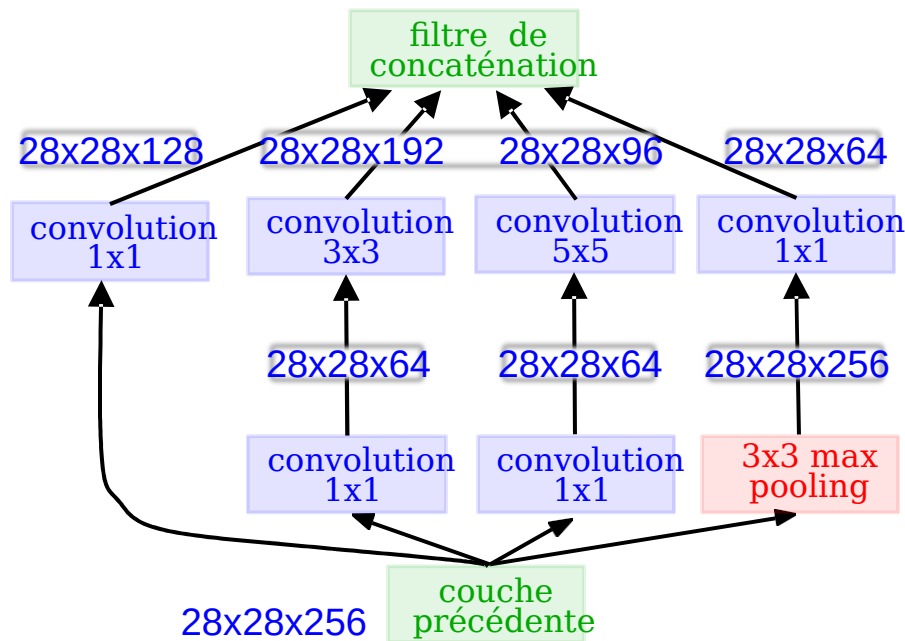 filtre de
concaténation
28x28x128 28x28x192 28x28x96 28x28x64
convolution
1x1
convolution
3x3
convolution
5x5
convolution
1x1
28x28x64 28x28x64 28x28x256
convolution
1x1
convolution
1x1
3x3 max
pooling
couche
précédente
28x28x256